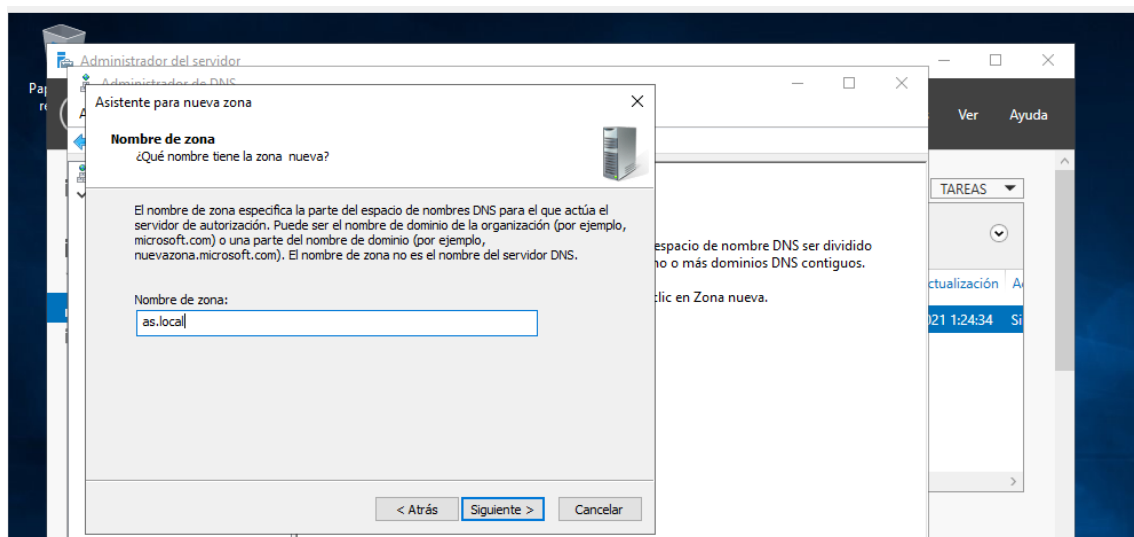 Administrador del servidor
Administrador de DNS
Asistente para nueva zona
Ver Ayuda
Nombre de zona
¿Qué nombre tiene la zona nueva?
TAREAS
El nombre de zona especifica la parte del espacio de nombres DNS para el que actúa el
servidor de autorización. Puede ser el nombre de dominio de la organización (por ejemplo,
microsoft.com) o una parte del nombre de dominio (por ejemplo,
nuevazona.microsoft.com). El nombre de zona no es el nombre del servidor DNS.
espacio de nombre DNS ser dividido
o más dominios DNS contiguos.
clic en Zona nueva.
Nombre de zona:
as.local
ctualización A
021 1:24:34 Si
< Atrás Siguiente > Cancelar